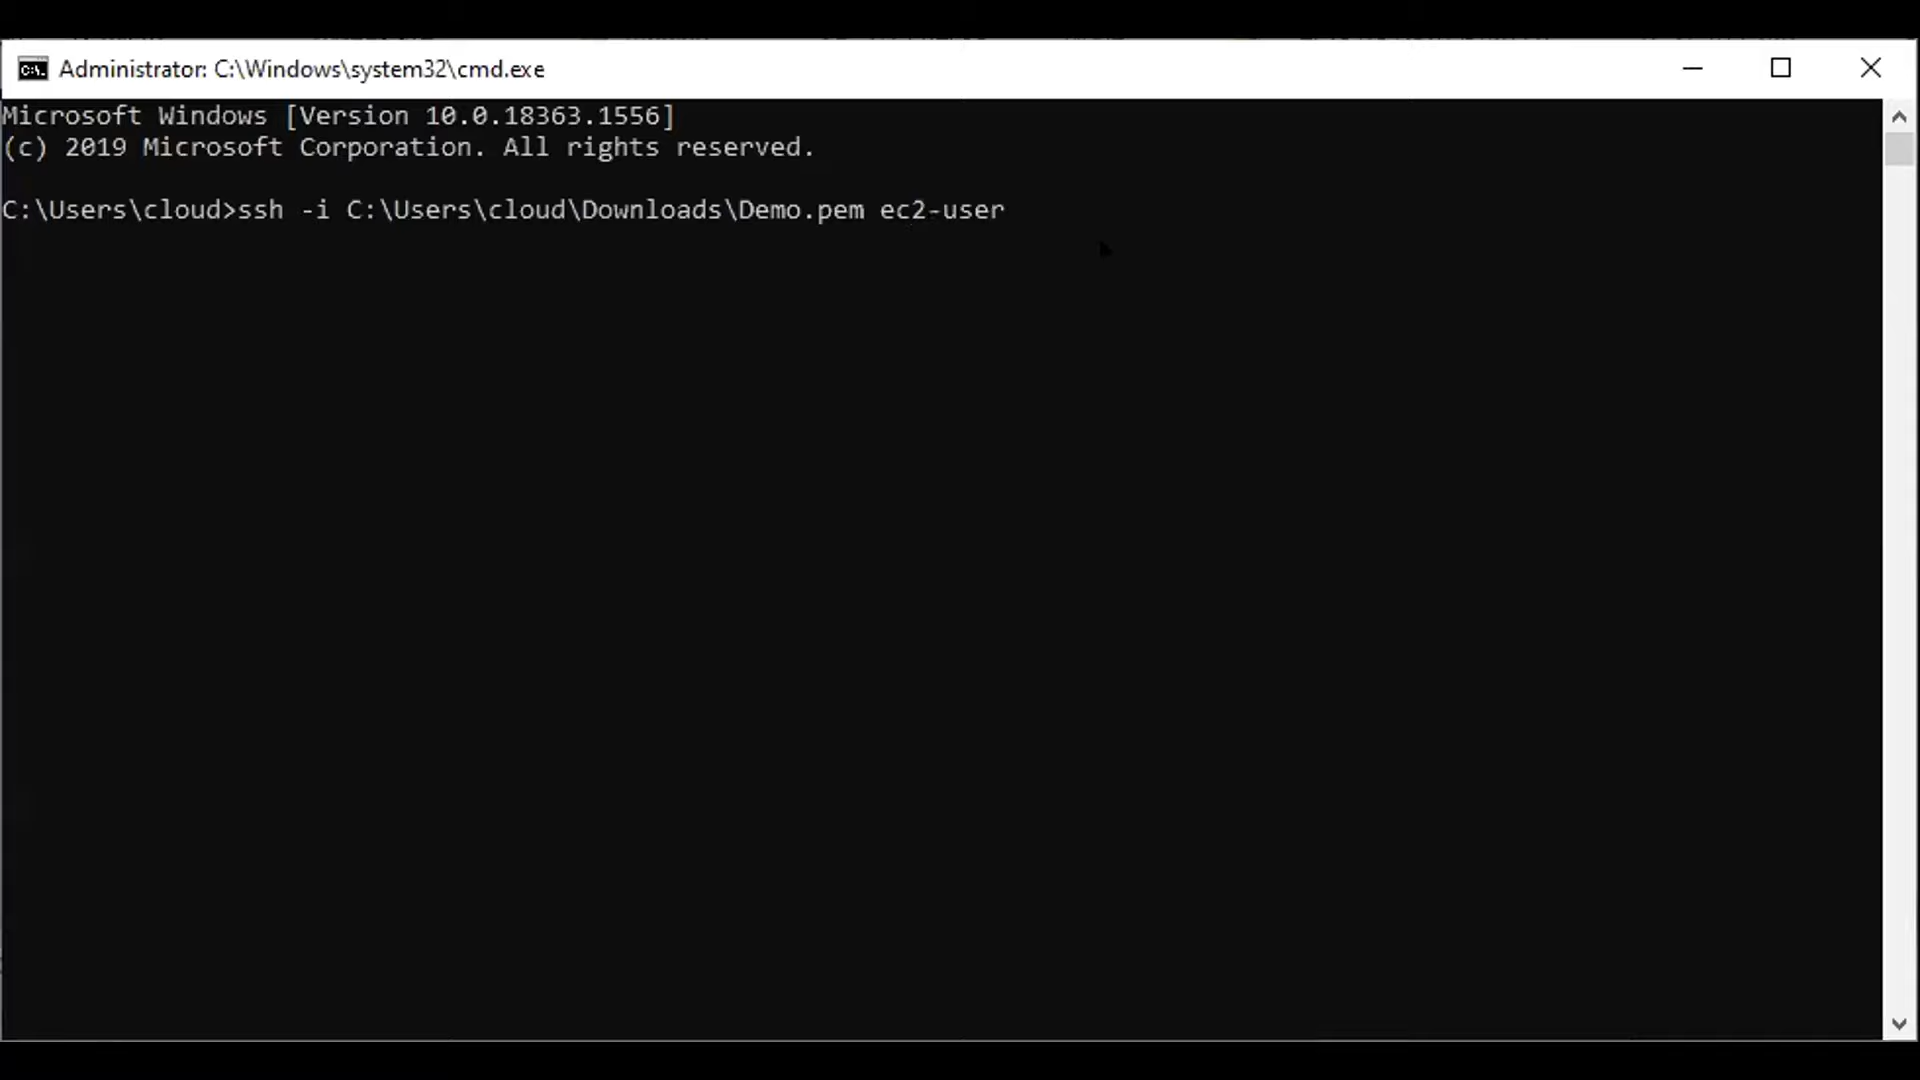 Administrator: C:\Windows\system32\cmd.exe
Microsoft Windows [Version 10.0.18363.1556]
(c) 2019 Microsoft Corporation. All rights reserved.
C:\Users\cloud>ssh -i C:\Users\cloud\Downloads\Demo.pem ec2-user